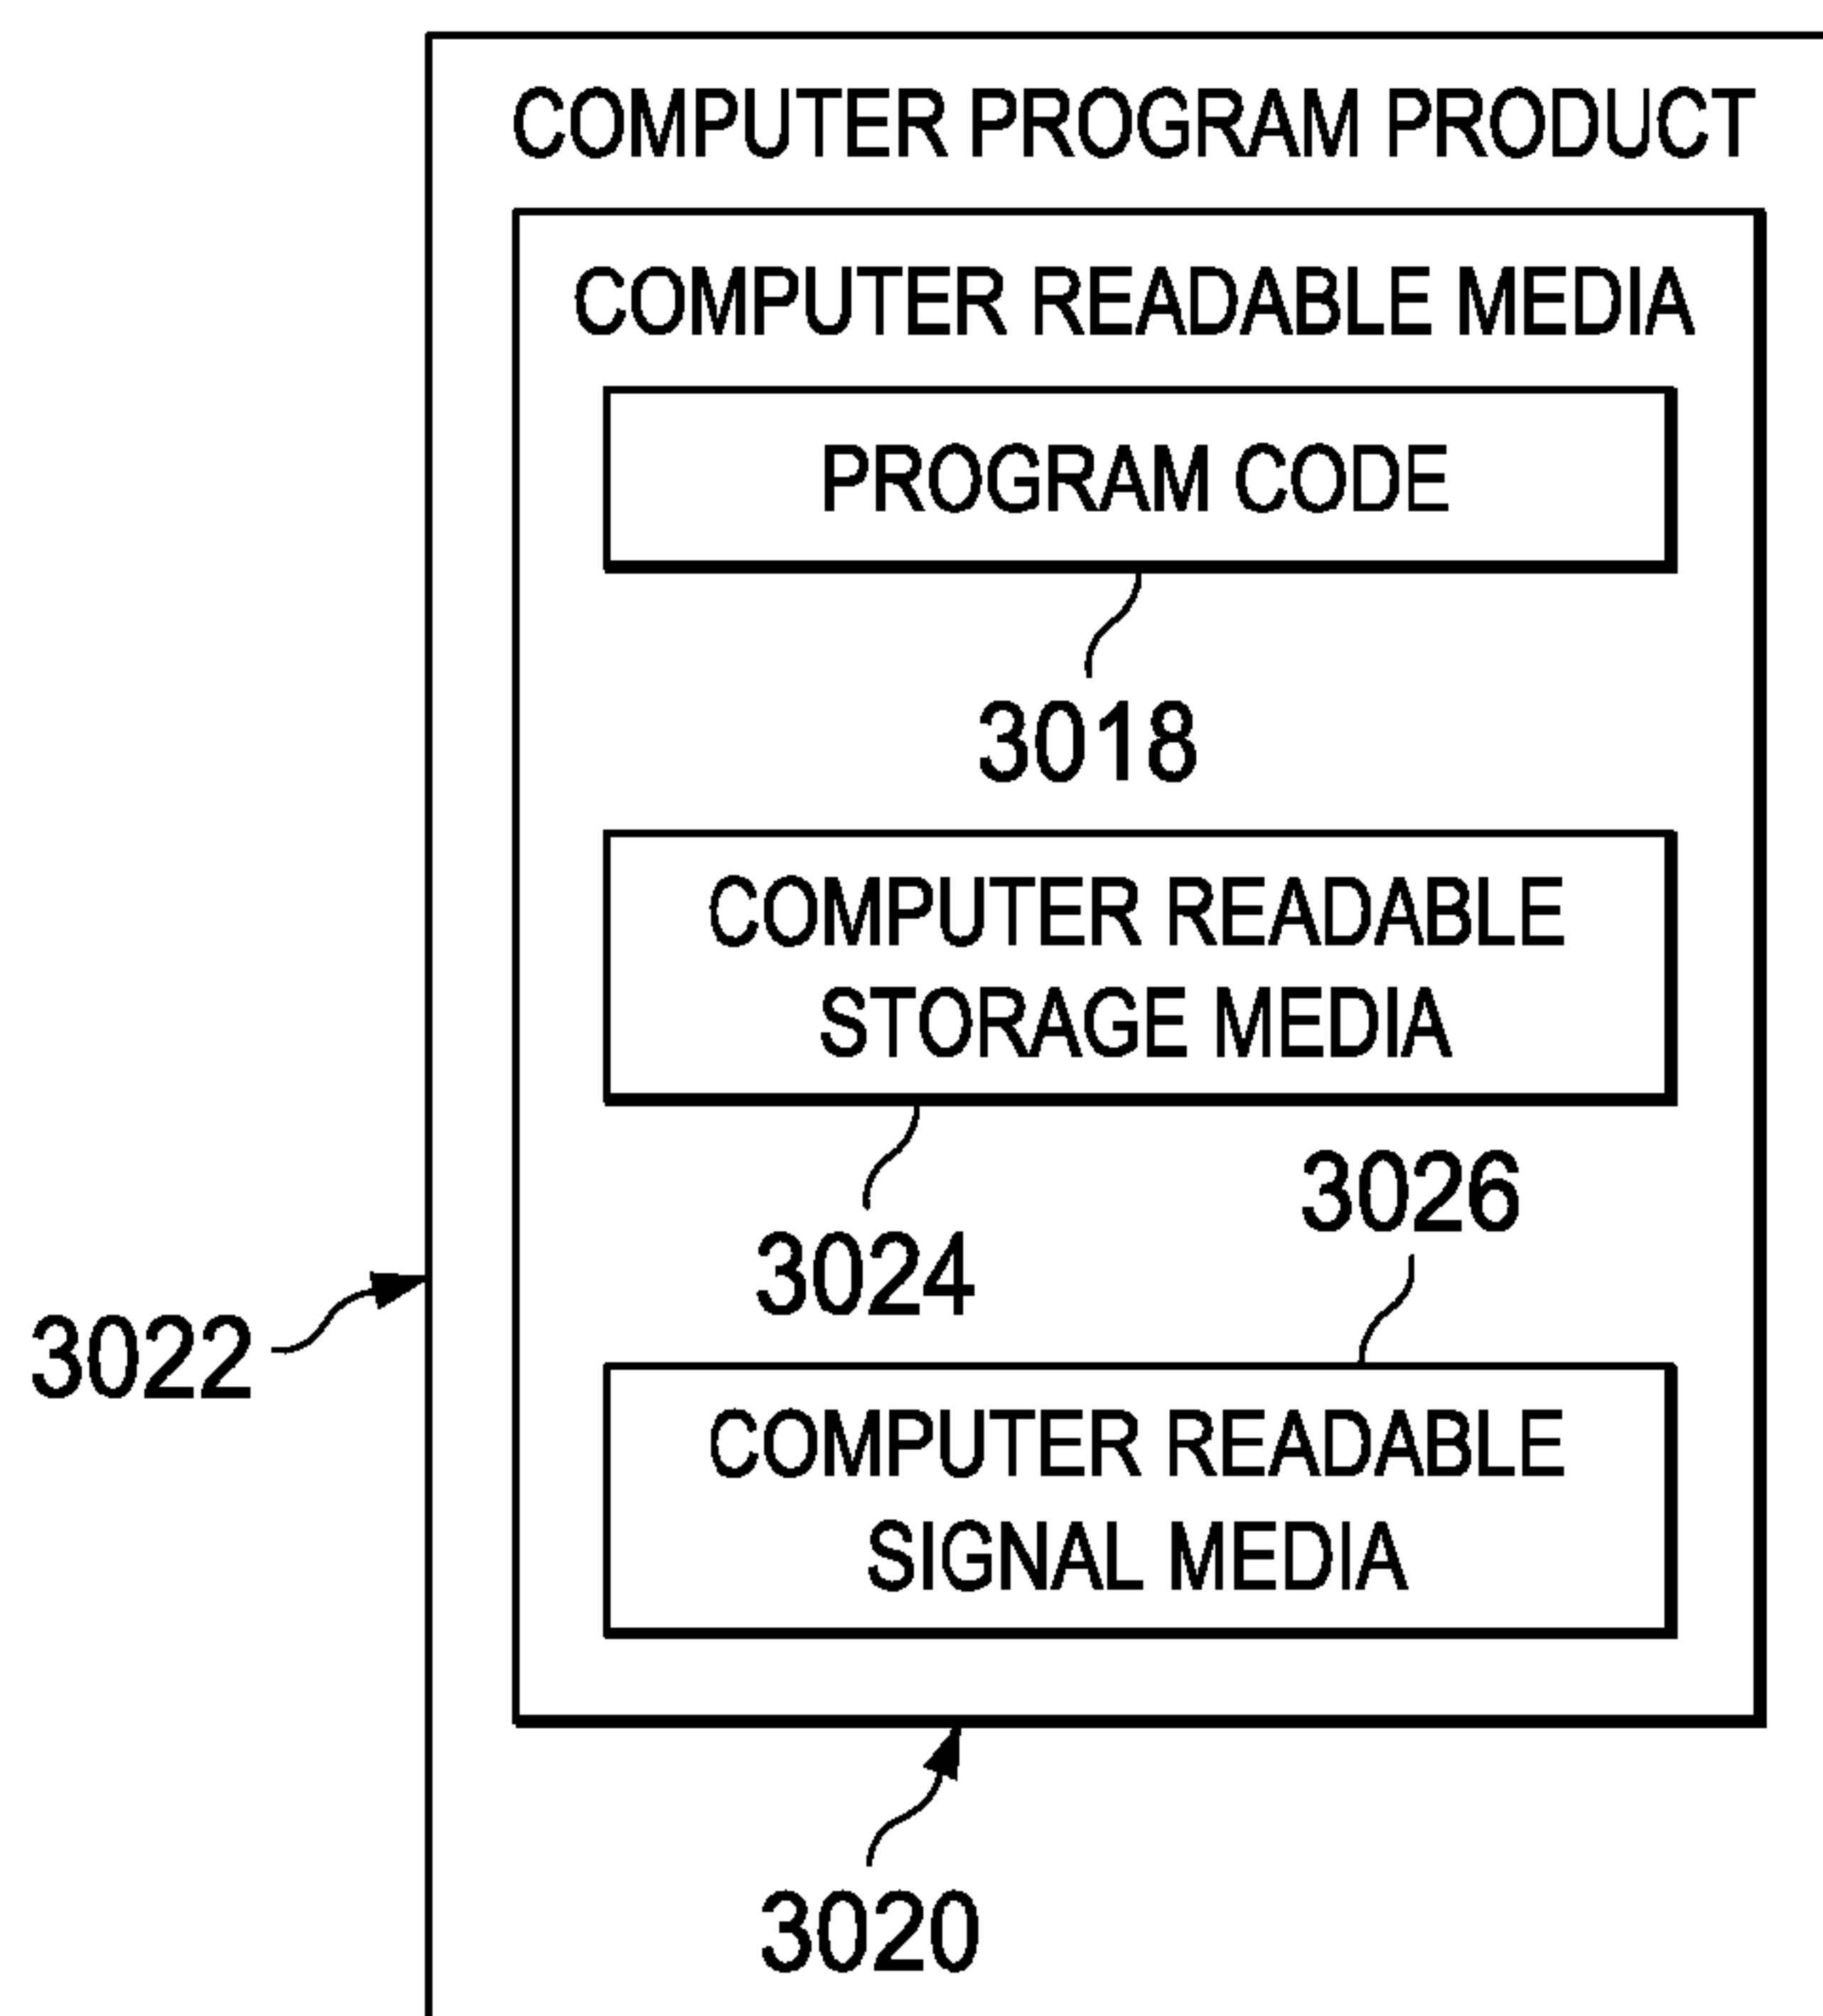 COMPUTER PROGRAM PRODUCT
COMPUTER READABLE MEDIA
PROGRAM CODE
3018
COMPUTER READABLE
STORAGE MEDIA
3026
3024
3022
COMPUTER READABLE
SIGNAL MEDIA
3020